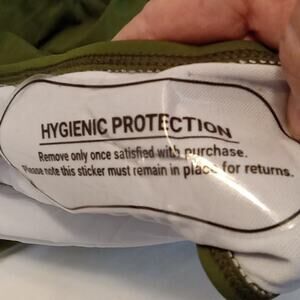 HYGIENIC PROTECTION
Remove only once satisfied with purchase.
Please note this sticker must remain in place for returns.